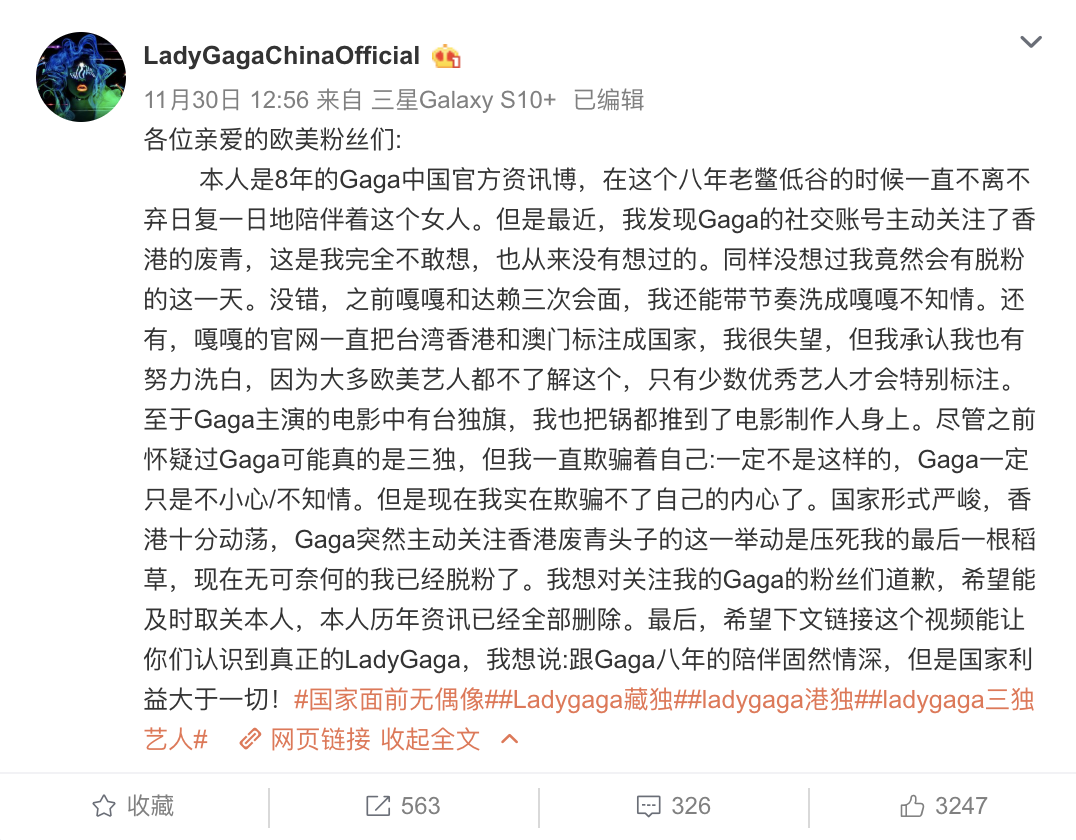 LadyGagaChinaOfficial
11月30日 12:56 来自 三星Galaxy S10+ 已编辑
各位亲爱的欧美粉丝们:
本人是8年的Gaga中国官方资讯博，在这个八年老鳖低谷的时候一直不离不
弃日复一日地陪伴着这个女人。但是最近，我发现Gaga的社交账号主动关注了香
港的废青，这是我完全不敢想，也从来没有想过的。同样没想过我竟然会有脱粉
的这一天。没错，之前嘎嘎和达赖三次会面，我还能带节奏洗成嘎嘎不知情。还
有，嘎嘎的官网一直把台湾香港和澳门标注成国家，我很失望，但我承认我也有
努力洗白，因为大多欧美艺人都不了解这个，只有少数优秀艺人才会特别标注。
至于Gaga主演的电影中有台独旗，我也把锅都推到了电影制作人身上。尽管之前
怀疑过Gaga可能真的是三独，但我一直欺骗着自己:一定不是这样的，Gaga一定
只是不小心/不知情。但是现在我实在欺骗不了自己的内心了。国家形式严峻，香
港十分动荡，Gaga突然主动关注香港废青头子的这一举动是压死我的最后一根稻
草，现在无可奈何的我已经脱粉了。我想对关注我的Gaga的粉丝们道歉，希望能
及时取关本人，本人历年资讯已经全部删除。最后，希望下文链接这个视频能让
你们认识到真正的LadyGaga，我想说:跟Gaga八年的陪伴固然情深，但是国家利
益大于一切！#国家面前无偶像##Ladygaga藏独##ladygaga港独##ladygaga三独
艺人# 网页链接 收起全文
收藏 563 326 3247